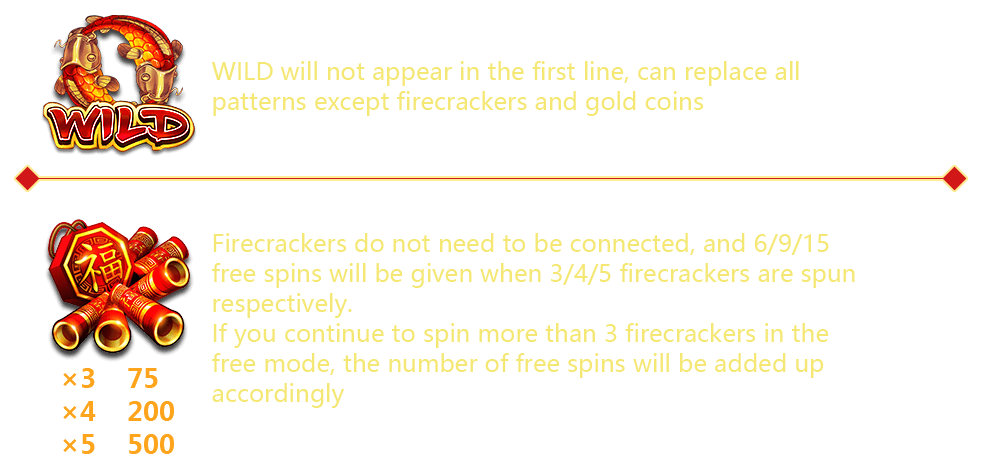 WILD
WILD will not appear in the first line, can replace all
patterns except firecrackers and gold coins
福
Firecrackers do not need to be connected, and 6/9/15
free spins will be given when 3/4/5 firecrackers are spun
respectively.
If you continue to spin more than 3 firecrackers in the
free mode, the number of free spins will be added up
accordingly
×3 75
×4 200
×5 500